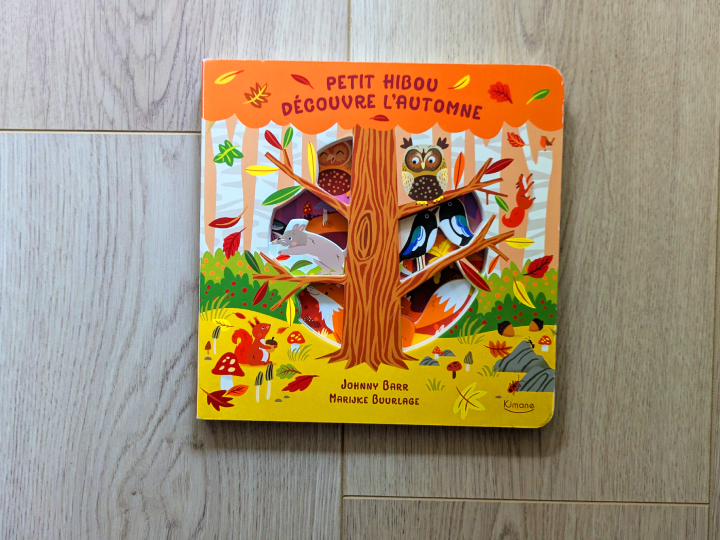 PETIT HIBOU
DÉCOUVRE L'AUTOMNE
JOHNNY BARR
MARIJKE BUURLAGE
Kimane